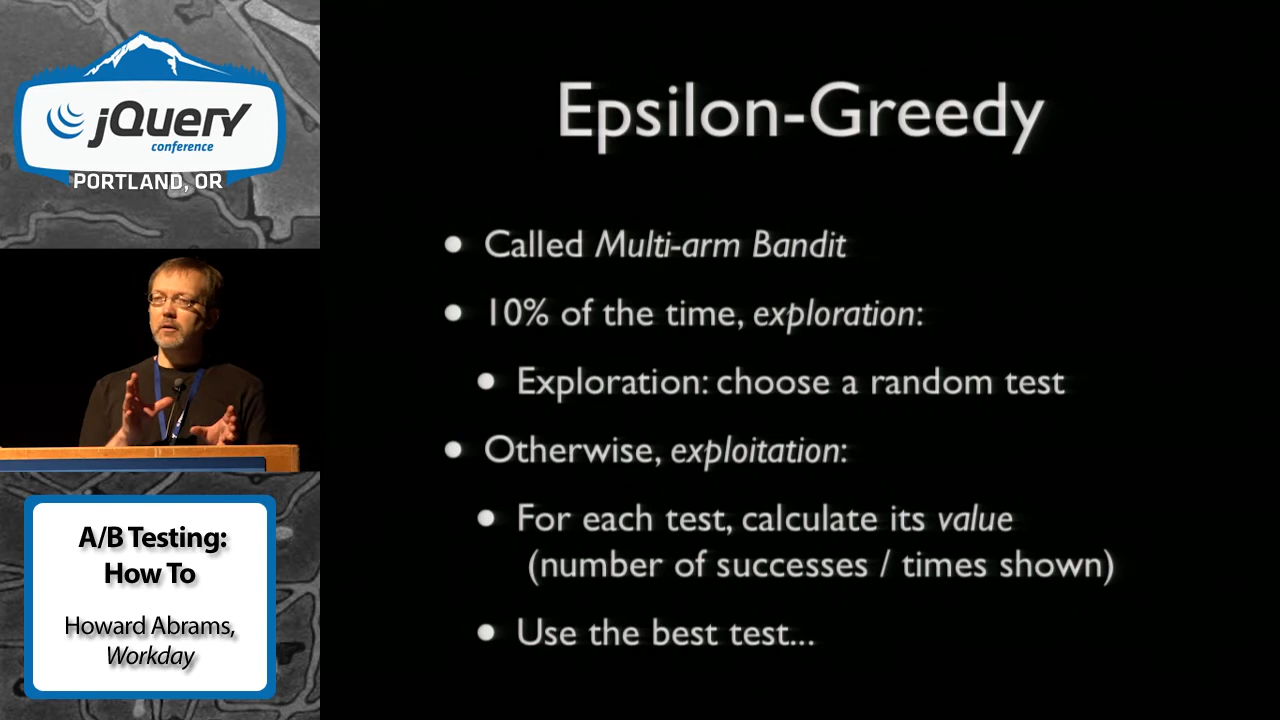 jQuery
conference
PORTLAND, OR
A/B Testing:
How To
Howard Abrams,
Workday
Epsilon-Greedy
• Called Multi-arm Bandit
• 10% of the time, exploration:
• Exploration: choose a random test
• Otherwise, exploitation:
• For each test, calculate its value
(number of successes / times shown)
• Use the best test...